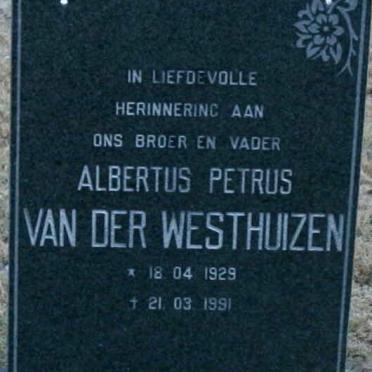 IN LIEFDEVOLLE
HERINNERING AAN
ONS BROER EN VADER
ALBERTUS PETRUS
VAN DER WESTHUIZEN
* 18 04 1929
† 21. 03. 1991